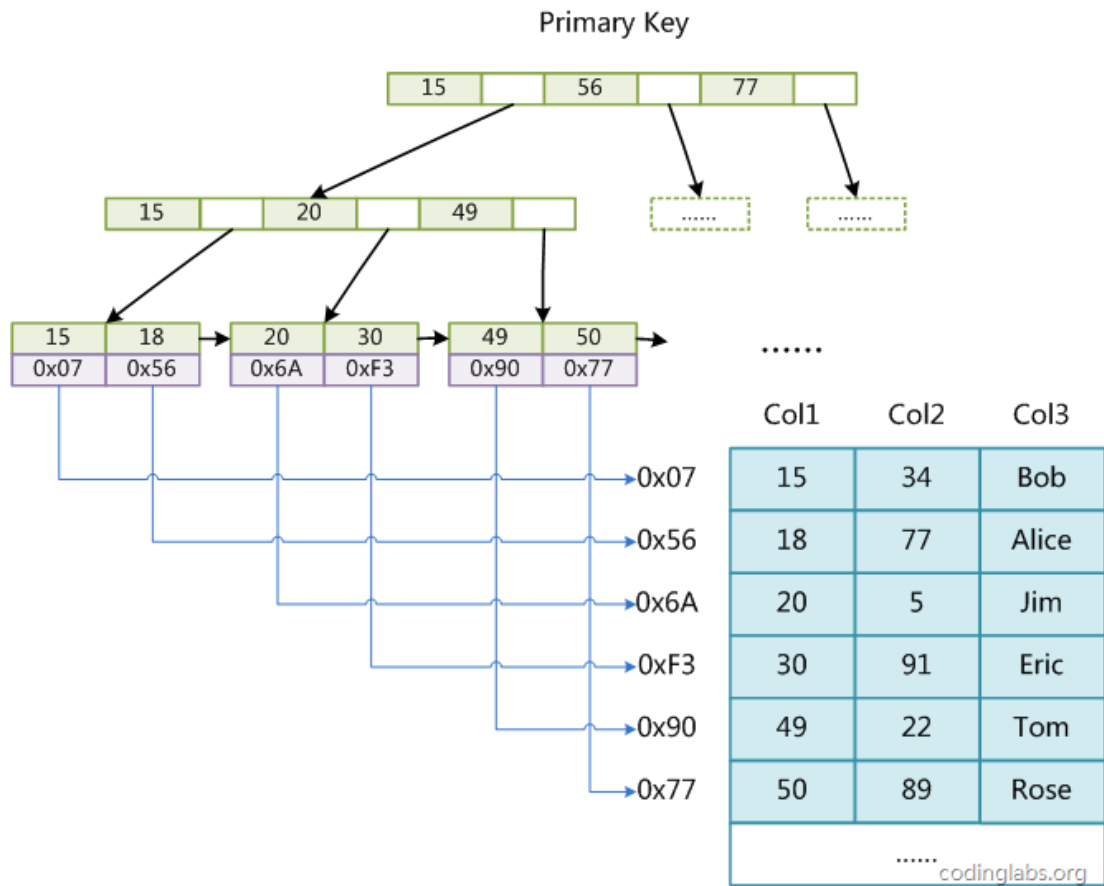 Primary Key
15 56 77
15 20 49
...... ......
15 18 20 30 49 50
0x07 0x56 0x6A 0xF3 0x90 0x77
......
Col1 Col2 Col3
0x07 15 34 Bob
0x56 18 77 Alice
0x6A 20 5 Jim
0xF3 30 91 Eric
0x90 49 22 Tom
0x77 50 89 Rose
......
codinglabs.org